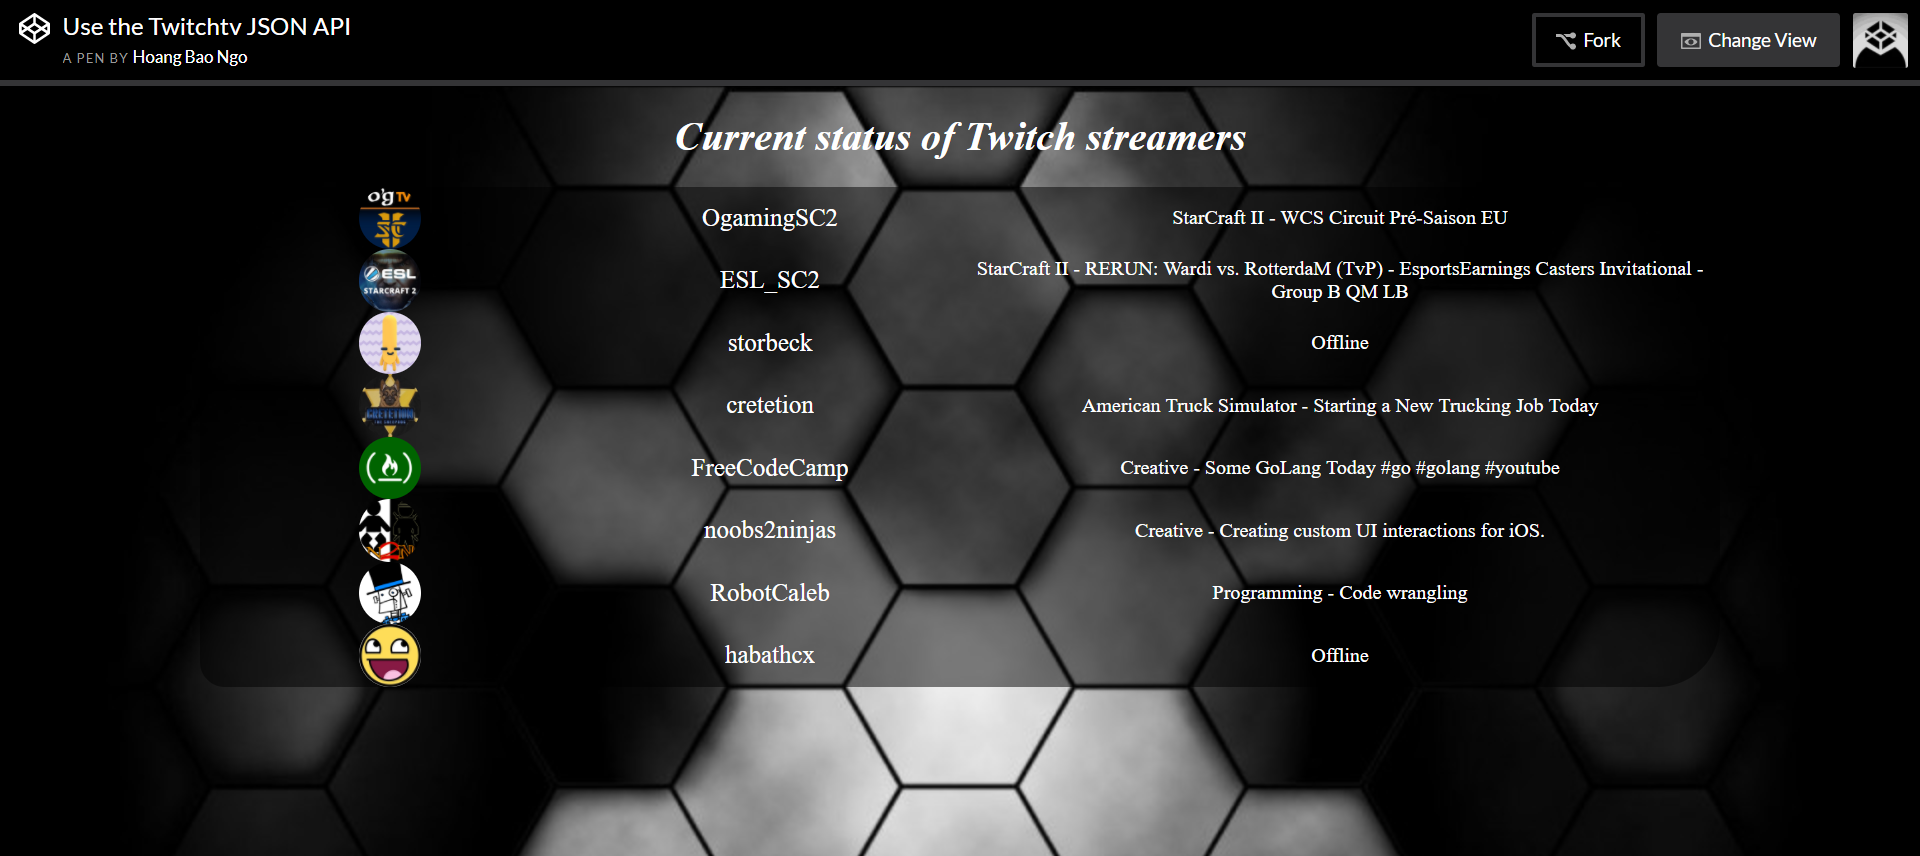 Use the Twitchtv JSON API
A PEN BY Hoang Bao Ngo
Fork
Change View
Current status of Twitch streamers
o'g TV
OgamingSC2
StarCraft II - WCS Circuit Pré-Saison EU
ESL
STARCRAFT 2
ESL_SC2
StarCraft II - RERUN: Wardi vs. RotterdaM (TvP) - EsportsEarnings Casters Invitational -
Group B QM LB
storbeck
Offline
CRETETION
cretetion
American Truck Simulator - Starting a New Trucking Job Today
FreeCodeCamp
Creative - Some GoLang Today #go #golang #youtube
noobs2ninjas
Creative - Creating custom UI interactions for iOS.
RobotCaleb
Programming - Code wrangling
habathcx
Offline